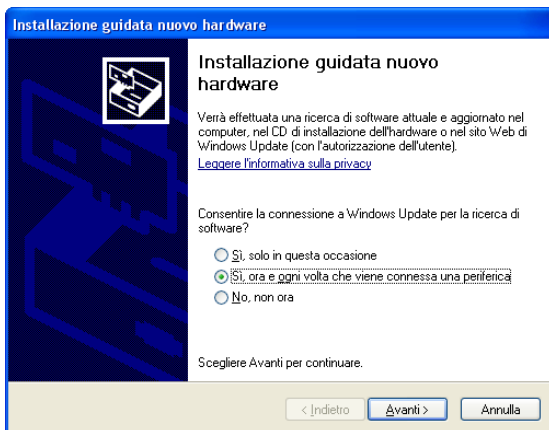 Installazione guidata nuovo hardware
Installazione guidata nuovo
hardware
Verrà effettuata una ricerca di software attuale e aggiornato nel
computer, nel CD di installazione dell'hardware o nel sito Web di
Windows Update (con l'autorizzazione dell'utente).
Leggere l'informativa sulla privacy
Consentire la connessione a Windows Update per la ricerca di
software?
Sì, solo in questa occasione
Sì, ora e ogni volta che viene connessa una periferica
No, non ora
Scegliere Avanti per continuare.
< Indietro Avanti > Annulla